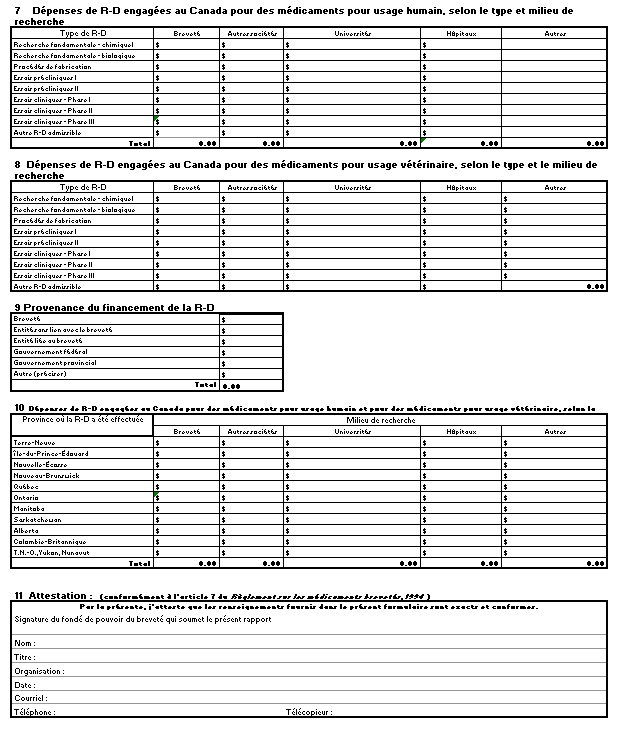 7 Dépenses de R-D engagées au Canada pour des médicaments pour usage humain, selon le type et milieu de
recherche
Type de R-D Breveté Autres sociétés Universités Hôpitaux Autres
Recherche fondamentale - chimique $ $ $ $
Recherche fondamentale - biologique $ $ $ $
Procédés de fabrication $ $ $ $
Essais précliniques I $ $ $ $
Essais précliniques II $ $ $ $
Essais cliniques - Phase I $ $ $ $
Essais cliniques - Phase II $ $ $ $
Essais cliniques - Phase III $ $ $ $
Autre R-D admissible $ $ $ $
Total 0.00 0.00 0.00 0.00 0.00
8 Dépenses de R-D engagées au Canada pour des médicaments pour usage vétérinaire, selon le type et le milieu de
recherche
Type de R-D Breveté Autres sociétés Universités Hôpitaux Autres
Recherche fondamentale - chimique $ $ $ $ $
Recherche fondamentale - biologique $ $ $ $ $
Procédés de fabrication $ $ $ $ $
Essais précliniques I $ $ $ $ $
Essais précliniques II $ $ $ $ $
Essais cliniques - Phase I $ $ $ $ $
Essais cliniques - Phase II $ $ $ $ $
Essais cliniques - Phase III $ $ $ $ $
Autre R-D admissible $ $ $ $ 0.00
9 Provenance du financement de la R-D
Breveté $
Entité sans lien avec le breveté $
Entité liée au breveté $
Gouvernement fédéral $
Gouvernement provincial $
Autre (préciser) $
Total 0.00
10 Dépenses de R-D engagées au Canada pour des médicaments pour usage humain et pour des médicaments pour usage vétérinaire, selon le
Province où la R-D a été effectuée Milieu de recherche
Breveté Autres sociétés Universités Hôpitaux Autres
Terre-Neuve $ $ $ $ $
Île-du-Prince-Édouard $ $ $ $ $
Nouvelle-Écosse $ $ $ $ $
Nouveau-Brunswick $ $ $ $ $
Québec $ $ $ $ $
Ontario $ $ $ $ $
Manitoba $ $ $ $ $
Saskatchewan $ $ $ $ $
Alberta $ $ $ $ $
Colombie-Britannique $ $ $ $ $
T.N.-O., Yukon, Nunavut $ $ $ $ $
Total 0.00 0.00 0.00 0.00 0.00
11 Attestation : (conformément à l'article 7 du Règlement sur les médicaments brevetés, 1994)
Par la présente, j'atteste que les renseignements fournis dans le présent formulaire sont exacts et conformes.
Signature du fondé de pouvoir du breveté qui soumet le présent rapport
Nom :
Titre :
Organisation :
Date :
Courriel :
Téléphone : Télécopieur :